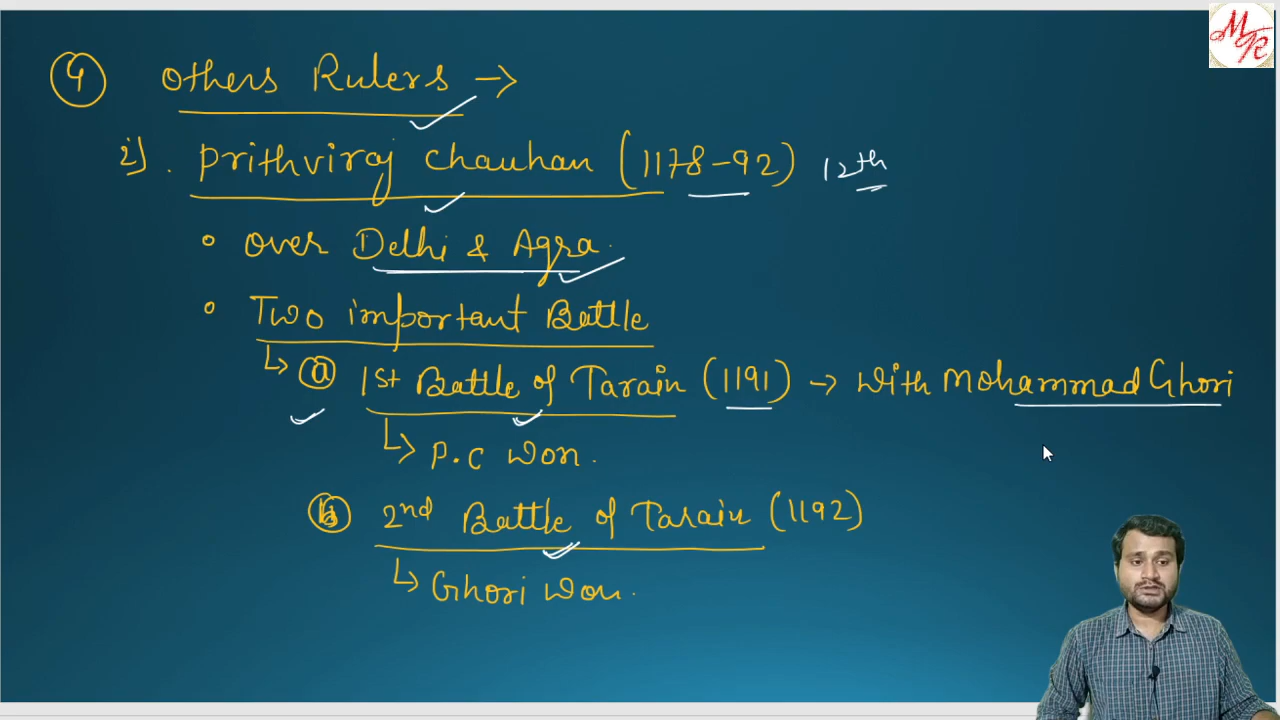 MR
4 Others Rulers →
i). Prithviraj Chauhan (1178-92) 12th
• Over Delhi & Agra.
• Two important Battle
↳ a 1st Battle of Tarain (1191) → with Mohammad Ghori
↳ P.C won.
b 2nd Battle of Tarain (1192)
↳ Ghori won.